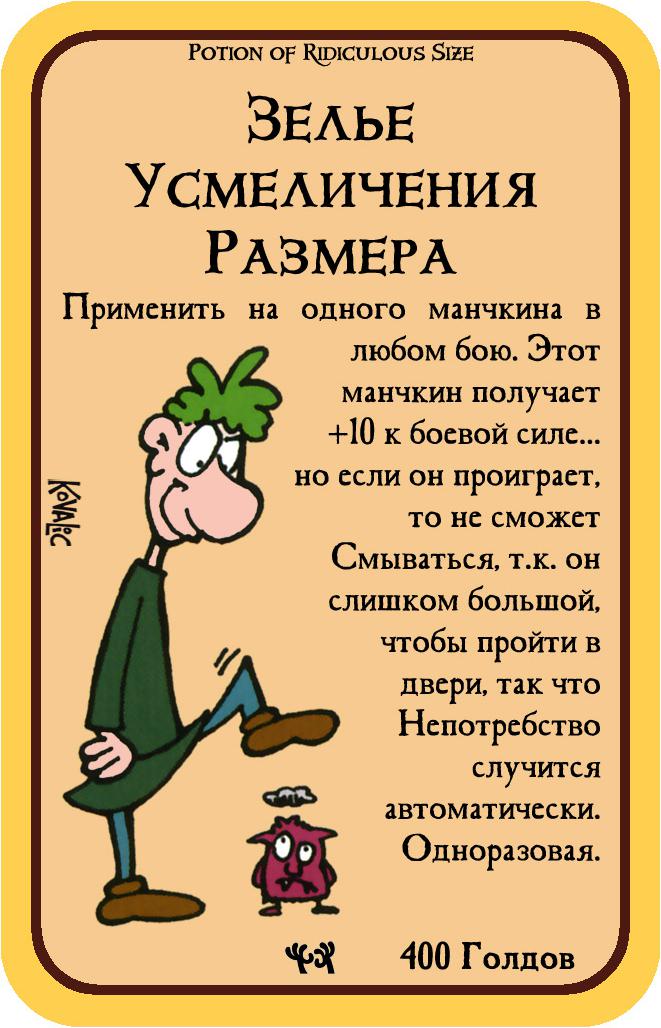 Potion of Ridiculous Size
Зелье
Усмеличения
Размера
Применить на одного манчкина в
любом бою. Этот
манчкин получает
+10 к боевой силе...
но если он проиграет,
то не сможет
Смываться, т.к. он
слишком большой,
чтобы пройти в
двери, так что
Непотребство
случится
автоматически.
Одноразовая.
Kovalic
400 Голдов